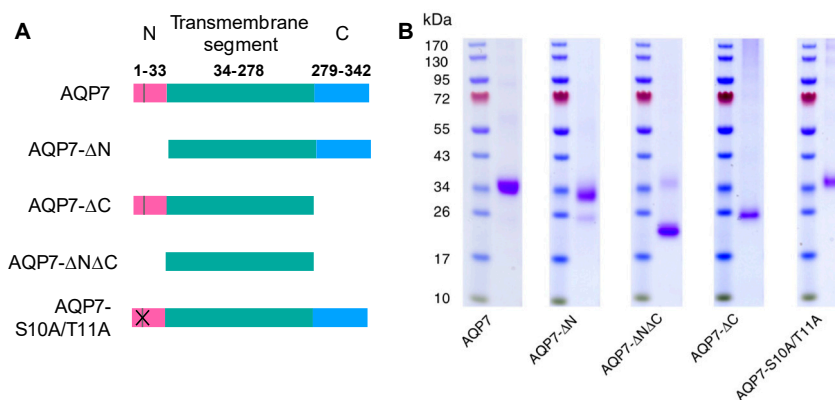 A
N
Transmembrane
segment
C
1-33
34-278
279-342
AQP7
AQP7-ΔN
AQP7-ΔC
AQP7-ΔNΔC
AQP7-
S10A/T11A
B
kDa
170
130
95
72
55
43
34
26
17
10
AQP7
AQP7-ΔN
AQP7-ΔNΔC
AQP7-ΔC
AQP7-S10A/T11A